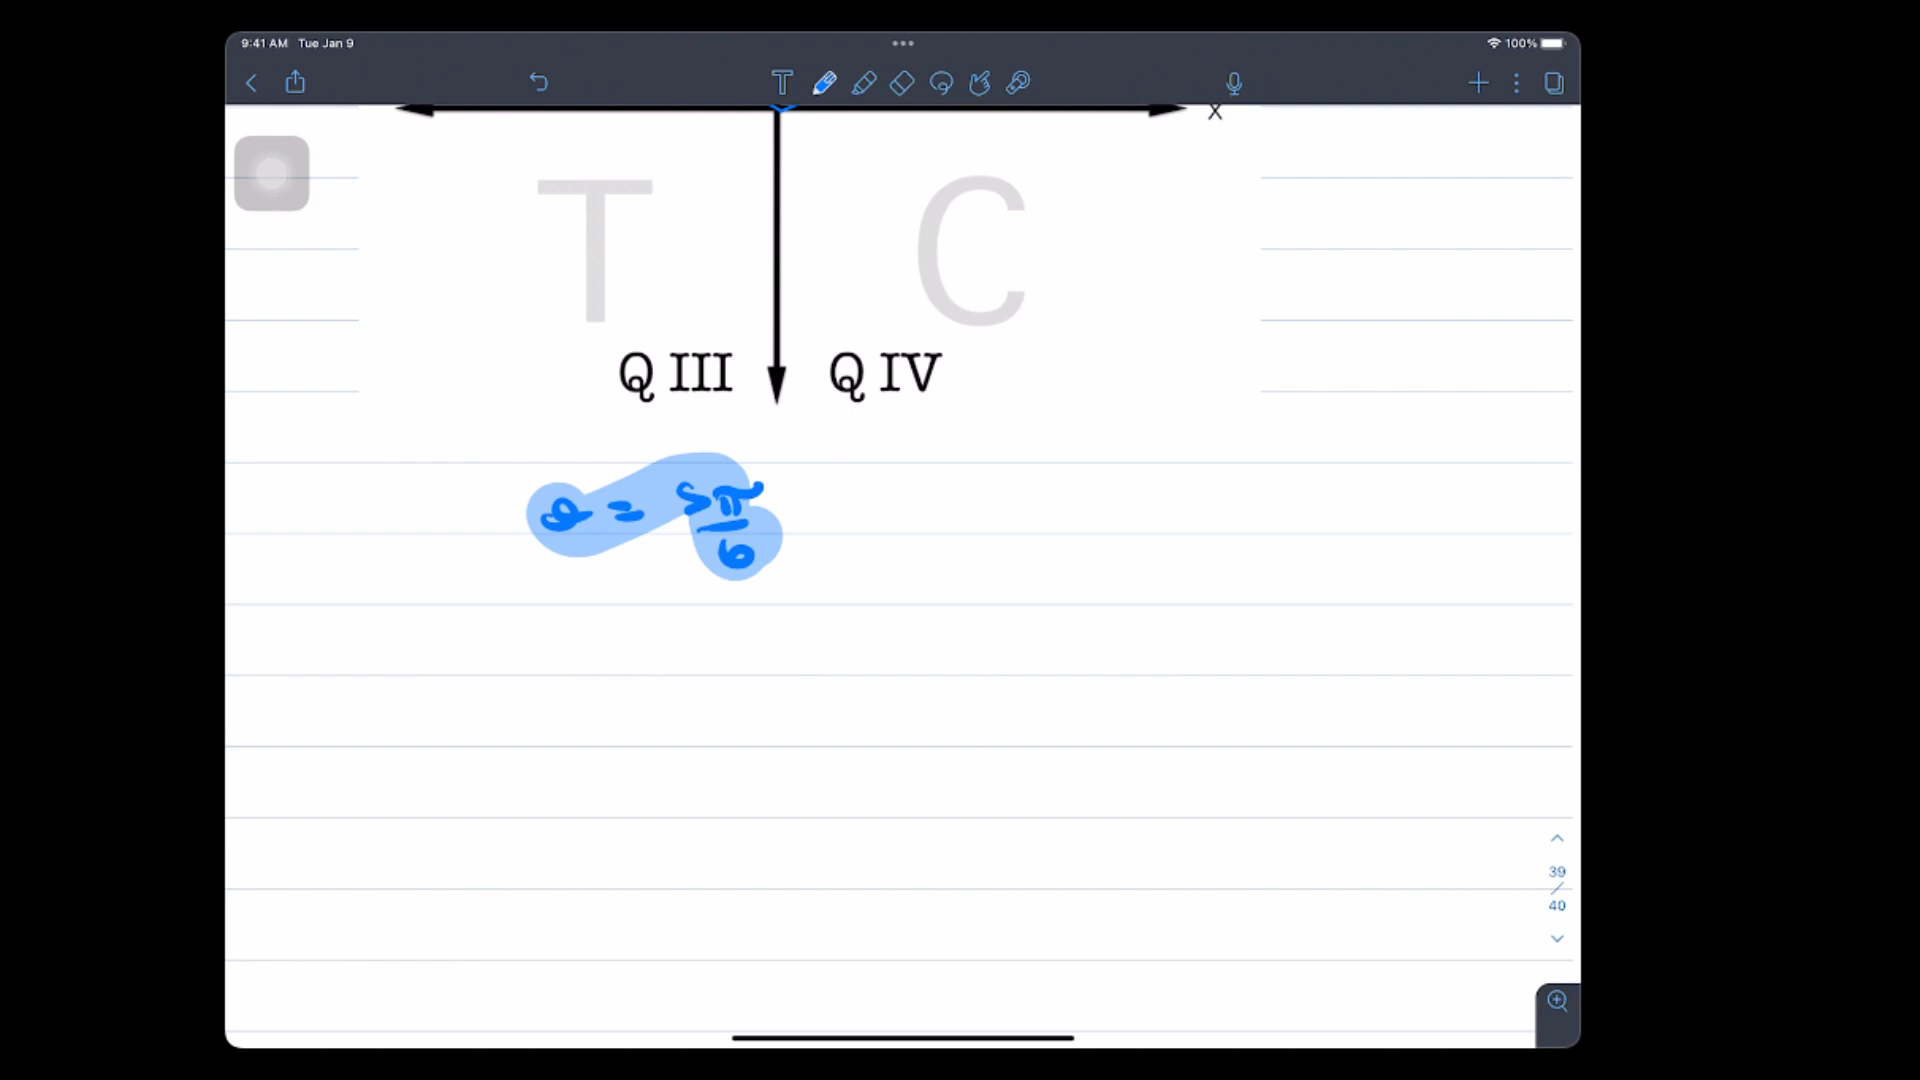 9:41 AM Tue Jan 9
100%
T
X
T C
Q III Q IV
θ = 5π/6
39
/
40